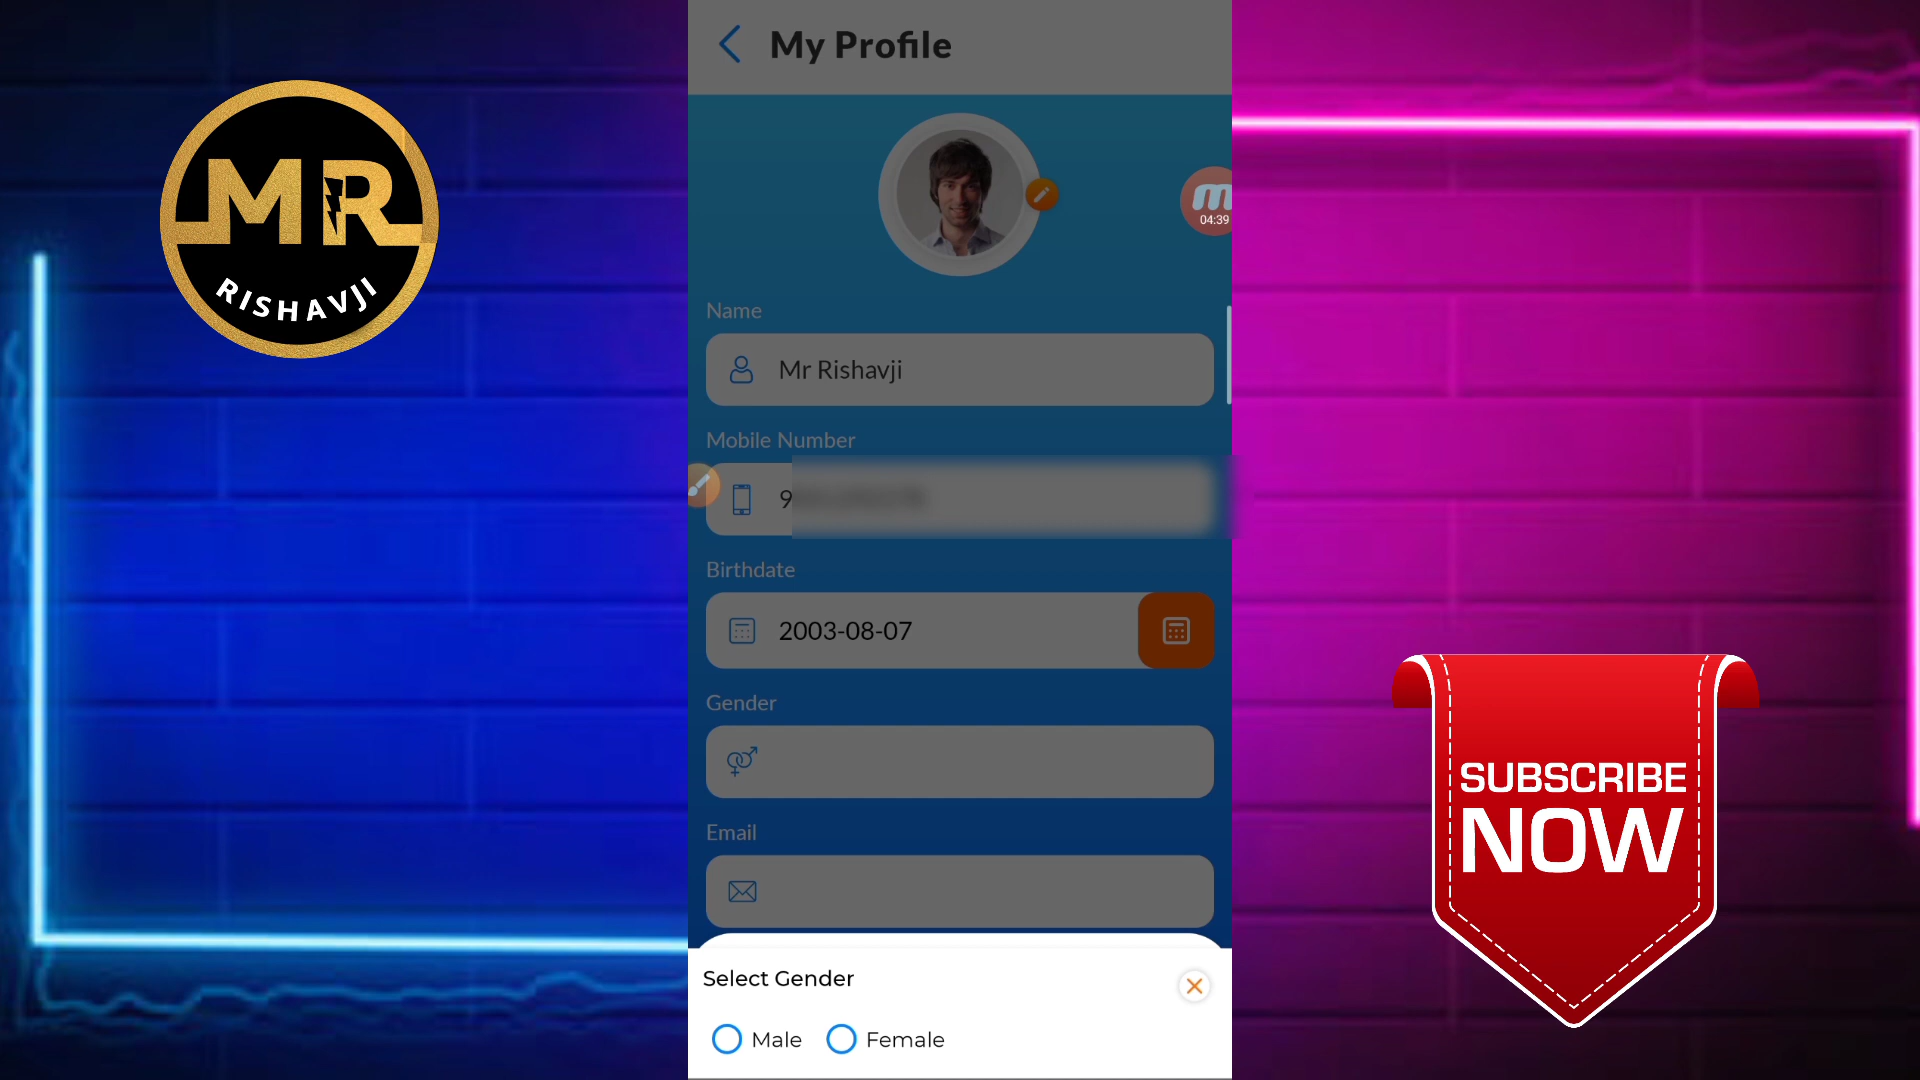 My Profile
MR
RISHAVJI
m
04:39
Name
Mr Rishavji
Mobile Number
9
Birthdate
2003-08-07
Gender
Email
SUBSCRIBE
NOW
Select Gender
Male Female